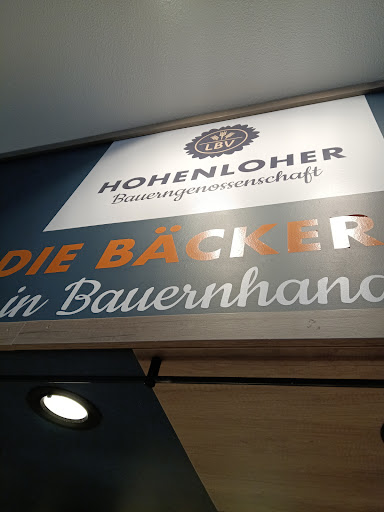 LBV
HOHENLOHER
Bauerngenossenschaft
DIE BÄCKER
in Bauernhand